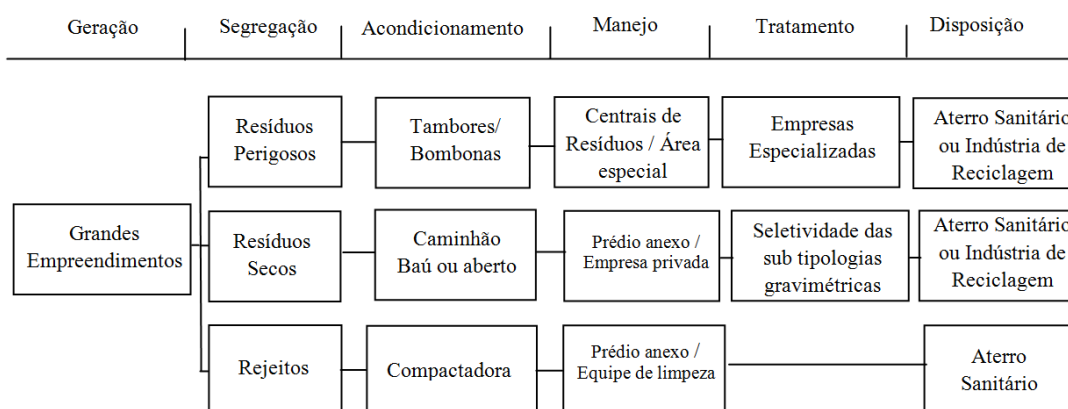 Geração
Segregação
Acondicionamento
Manejo
Tratamento
Disposição
Grandes
Empreendimentos
Resíduos
Perigosos
Tambores/
Bombonas
Centrais de
Resíduos / Área
especial
Empresas
Especializadas
Aterro Sanitário
ou Indústria de
Reciclagem
Resíduos
Secos
Caminhão
Baú ou aberto
Prédio anexo /
Empresa privada
Seletividade das
sub tipologias
gravimétricas
Aterro Sanitário
ou Indústria de
Reciclagem
Rejeitos
Compactadora
Prédio anexo /
Equipe de limpeza
Aterro
Sanitário